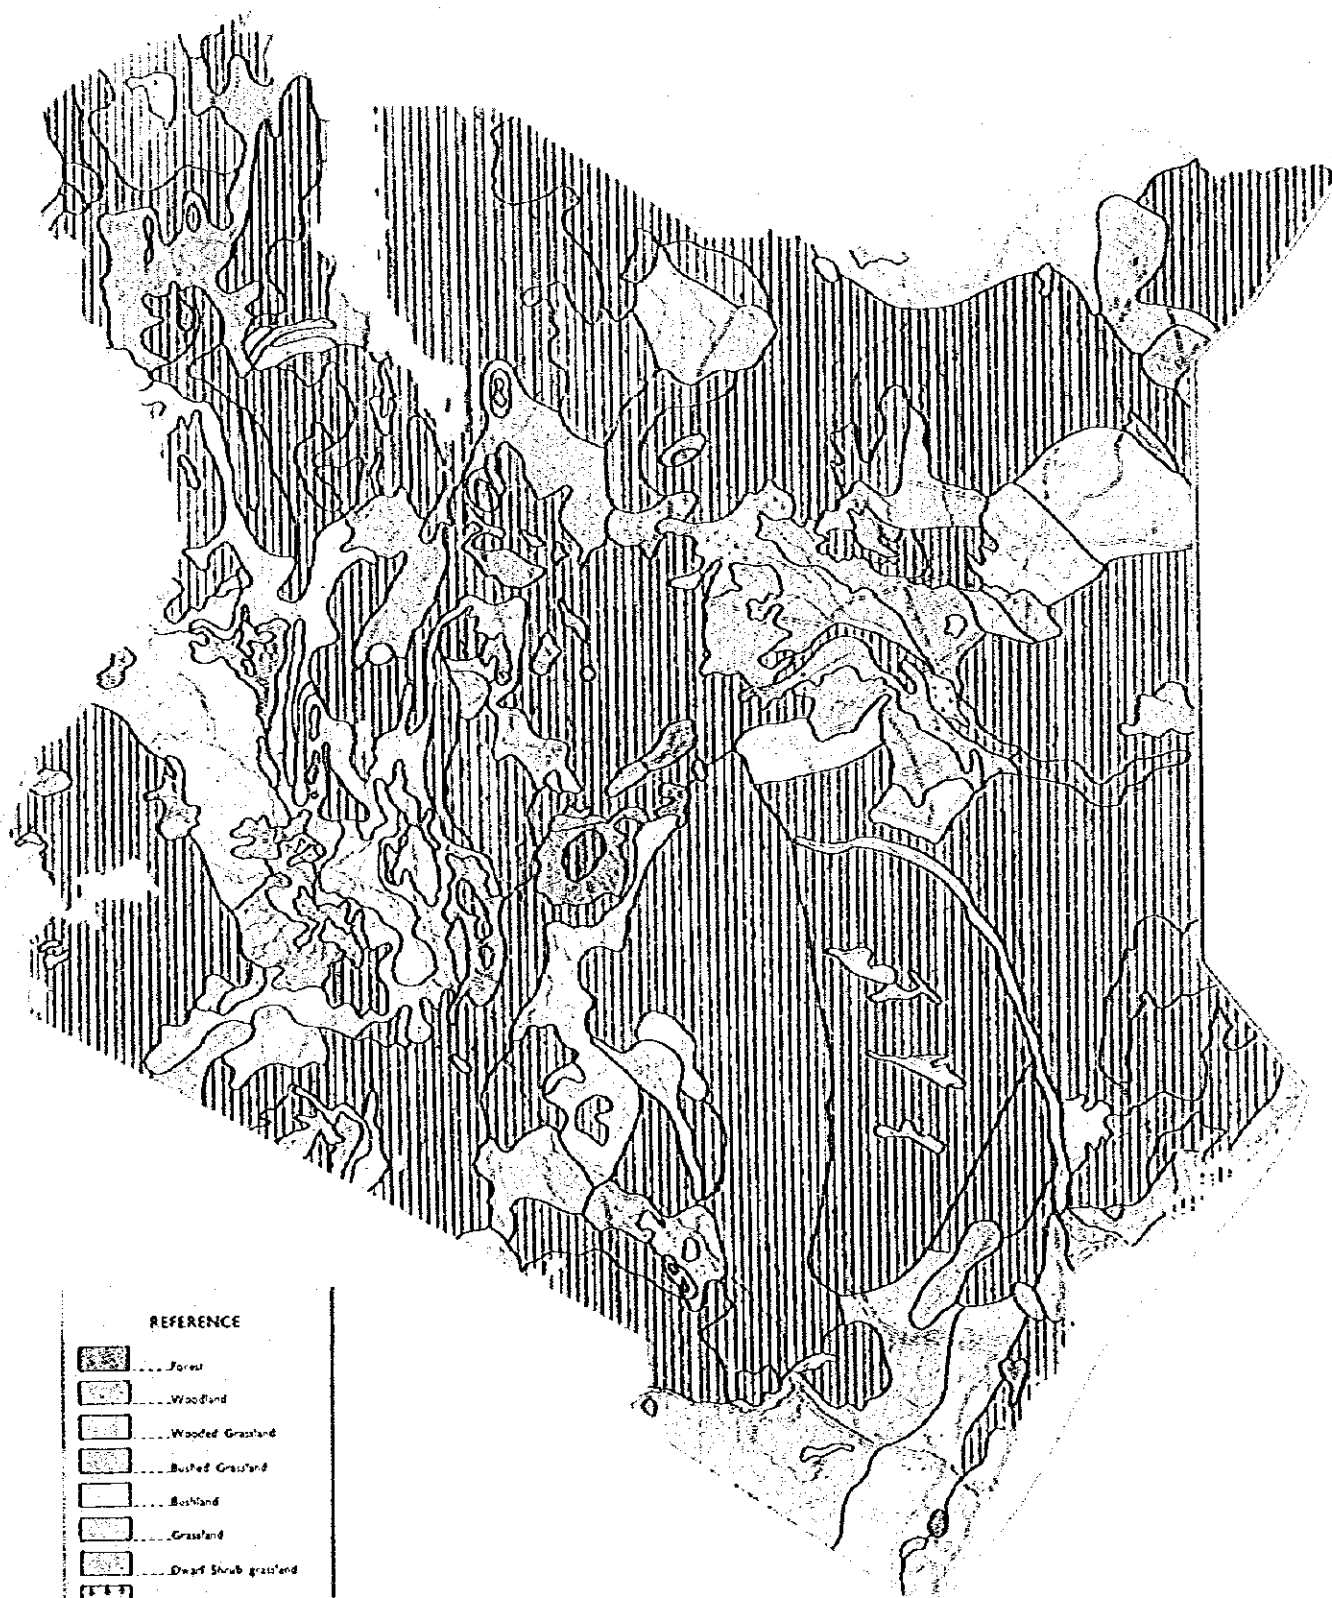 REFERENCE
Forest
Woodland
Wooded Grassland
Bushed Grassland
Bushland
Grassland
Dwarf Shrub grassland